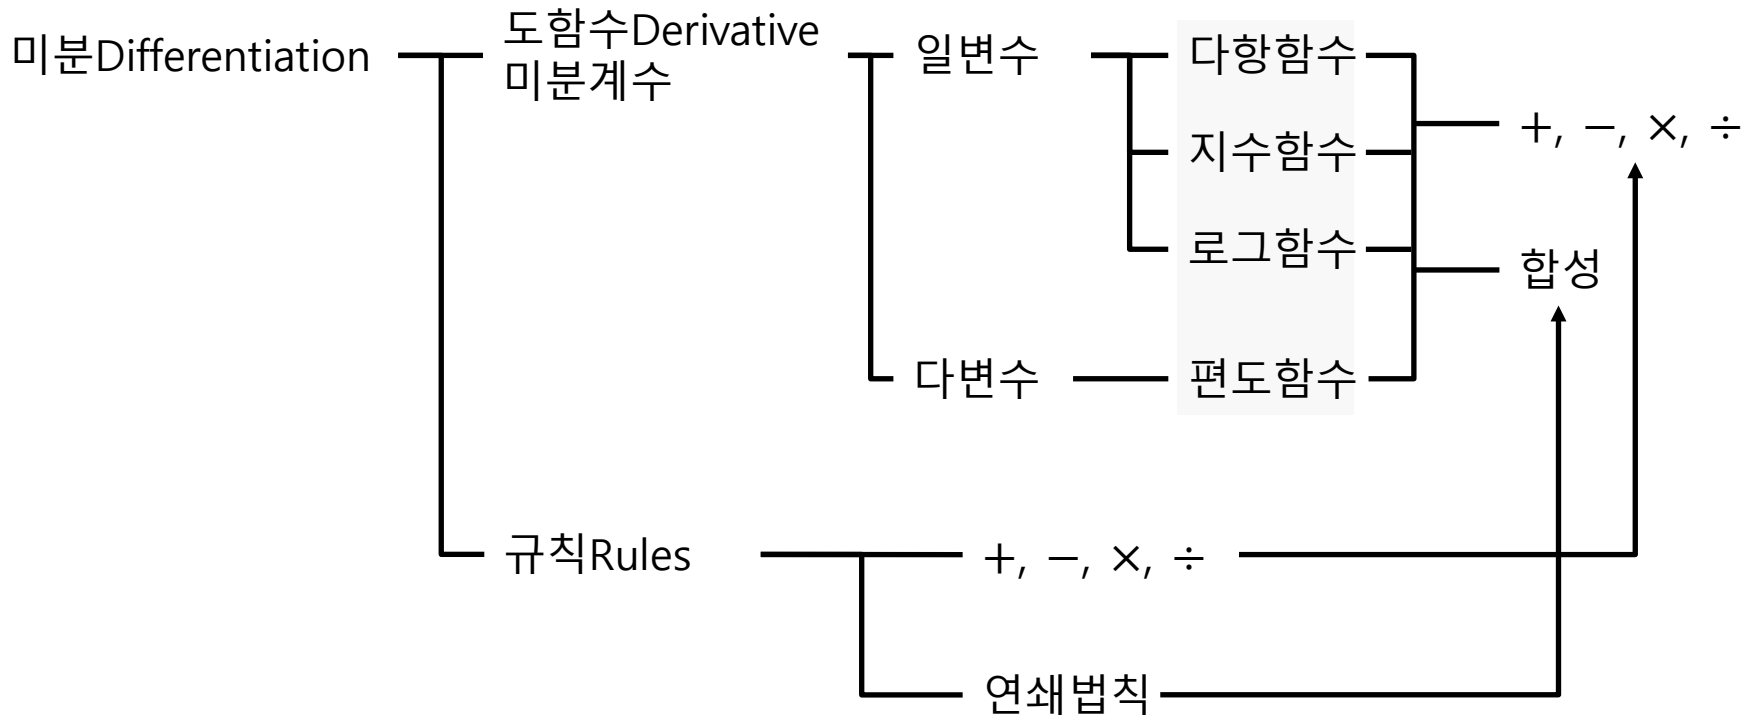 미분Differentiation
도함수Derivative
미분계수
일변수
다항함수
지수함수
로그함수
+, −, ×, ÷
합성
다변수
편도함수
규칙Rules
+, −, ×, ÷
연쇄법칙